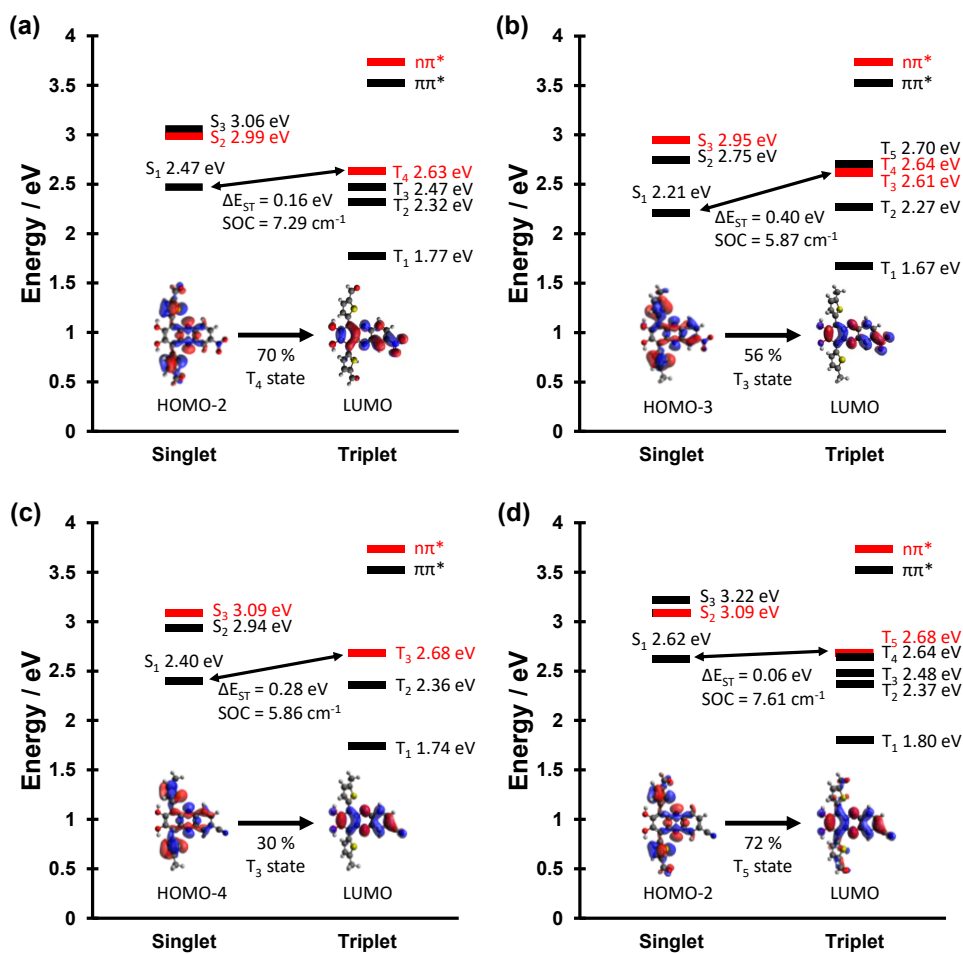 (a)
Energy / eV
4
3.5
3
2.5
2
1.5
1
0.5
0
nπ*
ππ*
S₃ 3.06 eV
S₂ 2.99 eV
S₁ 2.47 eV
T₄ 2.63 eV
T₃ 2.47 eV
T₂ 2.32 eV
ΔE_ST = 0.16 eV
SOC = 7.29 cm⁻¹
T₁ 1.77 eV
70 %
T₄ state
HOMO-2
LUMO
Singlet
Triplet
(b)
Energy / eV
4
3.5
3
2.5
2
1.5
1
0.5
0
nπ*
ππ*
S₃ 2.95 eV
S₂ 2.75 eV
S₁ 2.21 eV
T₅ 2.70 eV
T₄ 2.64 eV
T₃ 2.61 eV
T₂ 2.27 eV
ΔE_ST = 0.40 eV
SOC = 5.87 cm⁻¹
T₁ 1.67 eV
56 %
T₃ state
HOMO-3
LUMO
Singlet
Triplet
(c)
Energy / eV
4
3.5
3
2.5
2
1.5
1
0.5
0
nπ*
ππ*
S₃ 3.09 eV
S₂ 2.94 eV
S₁ 2.40 eV
T₃ 2.68 eV
T₂ 2.36 eV
ΔE_ST = 0.28 eV
SOC = 5.86 cm⁻¹
T₁ 1.74 eV
30 %
T₃ state
HOMO-4
LUMO
Singlet
Triplet
(d)
Energy / eV
4
3.5
3
2.5
2
1.5
1
0.5
0
nπ*
ππ*
S₃ 3.22 eV
S₂ 3.09 eV
S₁ 2.62 eV
T₅ 2.68 eV
T₄ 2.64 eV
T₃ 2.48 eV
T₂ 2.37 eV
ΔE_ST = 0.06 eV
SOC = 7.61 cm⁻¹
T₁ 1.80 eV
72 %
T₅ state
HOMO-2
LUMO
Singlet
Triplet